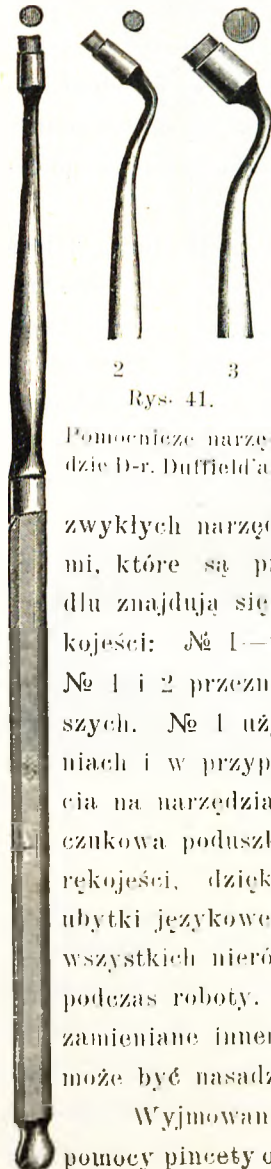 2 3
Rys. 41.
Pomocnicze narzę-
dzie D-r. Duffield'a
zwykłych narzęd
mi, które są p
dlu znajdują się
kojeści: № 1—
№ 1 i 2 przezn
szych. № 1 uż
niach i w przyp
cia na narzędzia
czukowa poduszk
rękojeści, dzięk
ubytki językowe
wszystkich nieró
podczas roboty.
zamieniane innem
może być nasadz
Wyjmowan
pomocy pincety o